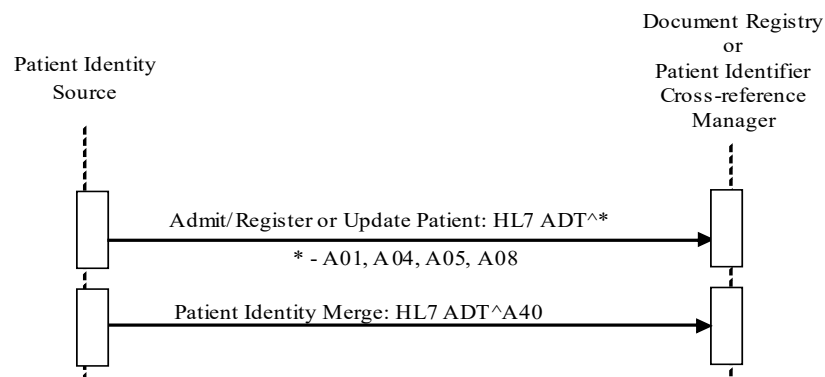 Document Registry
or
Patient Identifier
Cross-reference
Manager
Patient Identity
Source
Admit/Register or Update Patient: HL7 ADT^*
* - A01, A04, A05, A08
Patient Identity Merge: HL7 ADT^A40